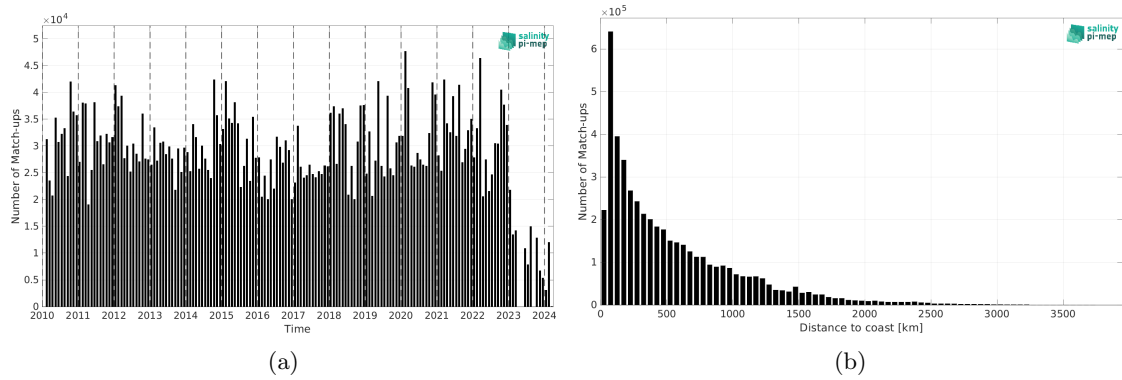 ×10⁴
5
4.5
4
3.5
3
2.5
2
1.5
1
0.5
0
Number of Match-ups
2010 2011 2012 2013 2014 2015 2016 2017 2018 2019 2020 2021 2022 2023 2024
Time
salinity
pi-mep
(a)
×10⁵
6
5
4
3
2
1
0
Number of Match-ups
0 500 1000 1500 2000 2500 3000 3500
Distance to coast [km]
salinity
pi-mep
(b)